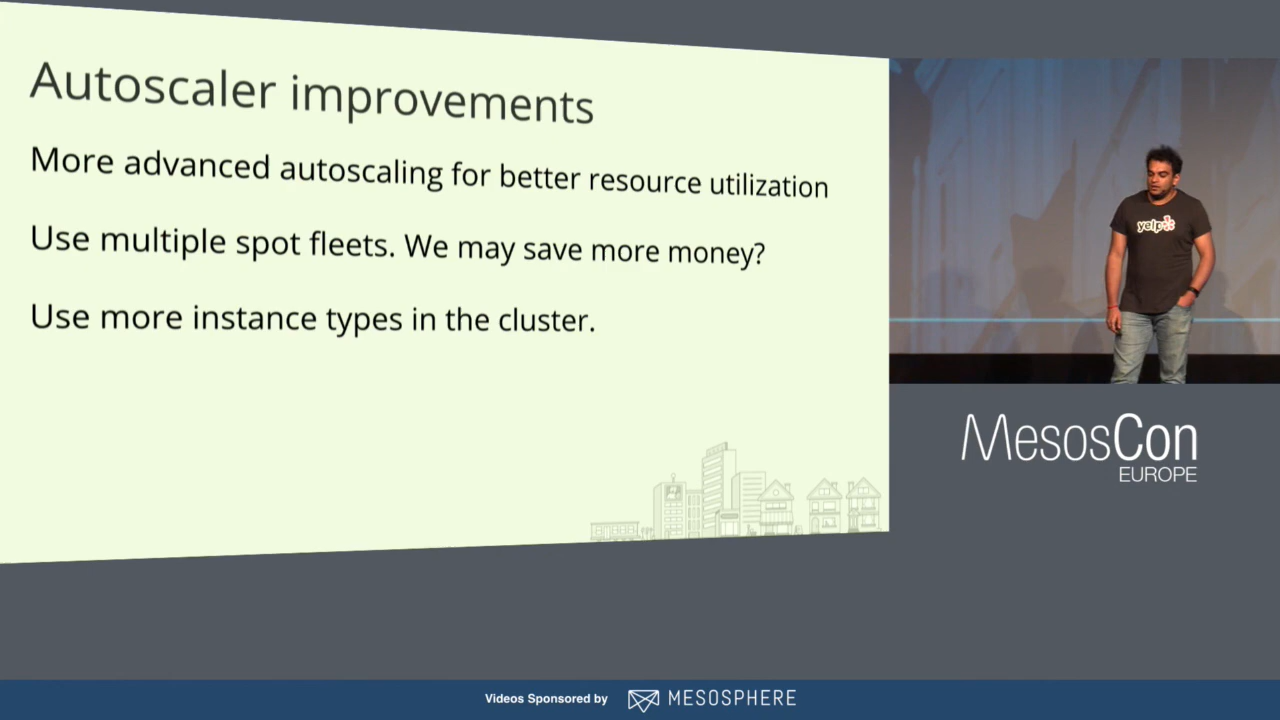 Autoscaler improvements
More advanced autoscaling for better resource utilization
Use multiple spot fleets. We may save more money?
Use more instance types in the cluster.
yelp
MesosCon
EUROPE
Videos Sponsored by MESOSPHERE